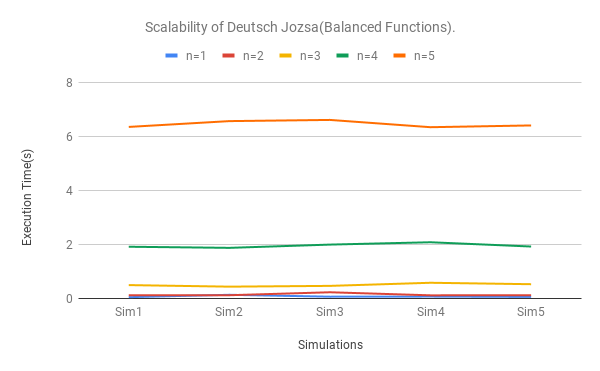 Scalability of Deutsch Jozsa(Balanced Functions).
n=1 n=2 n=3 n=4 n=5
Execution Time(s)
8
6
4
2
0
Sim1 Sim2 Sim3 Sim4 Sim5
Simulations